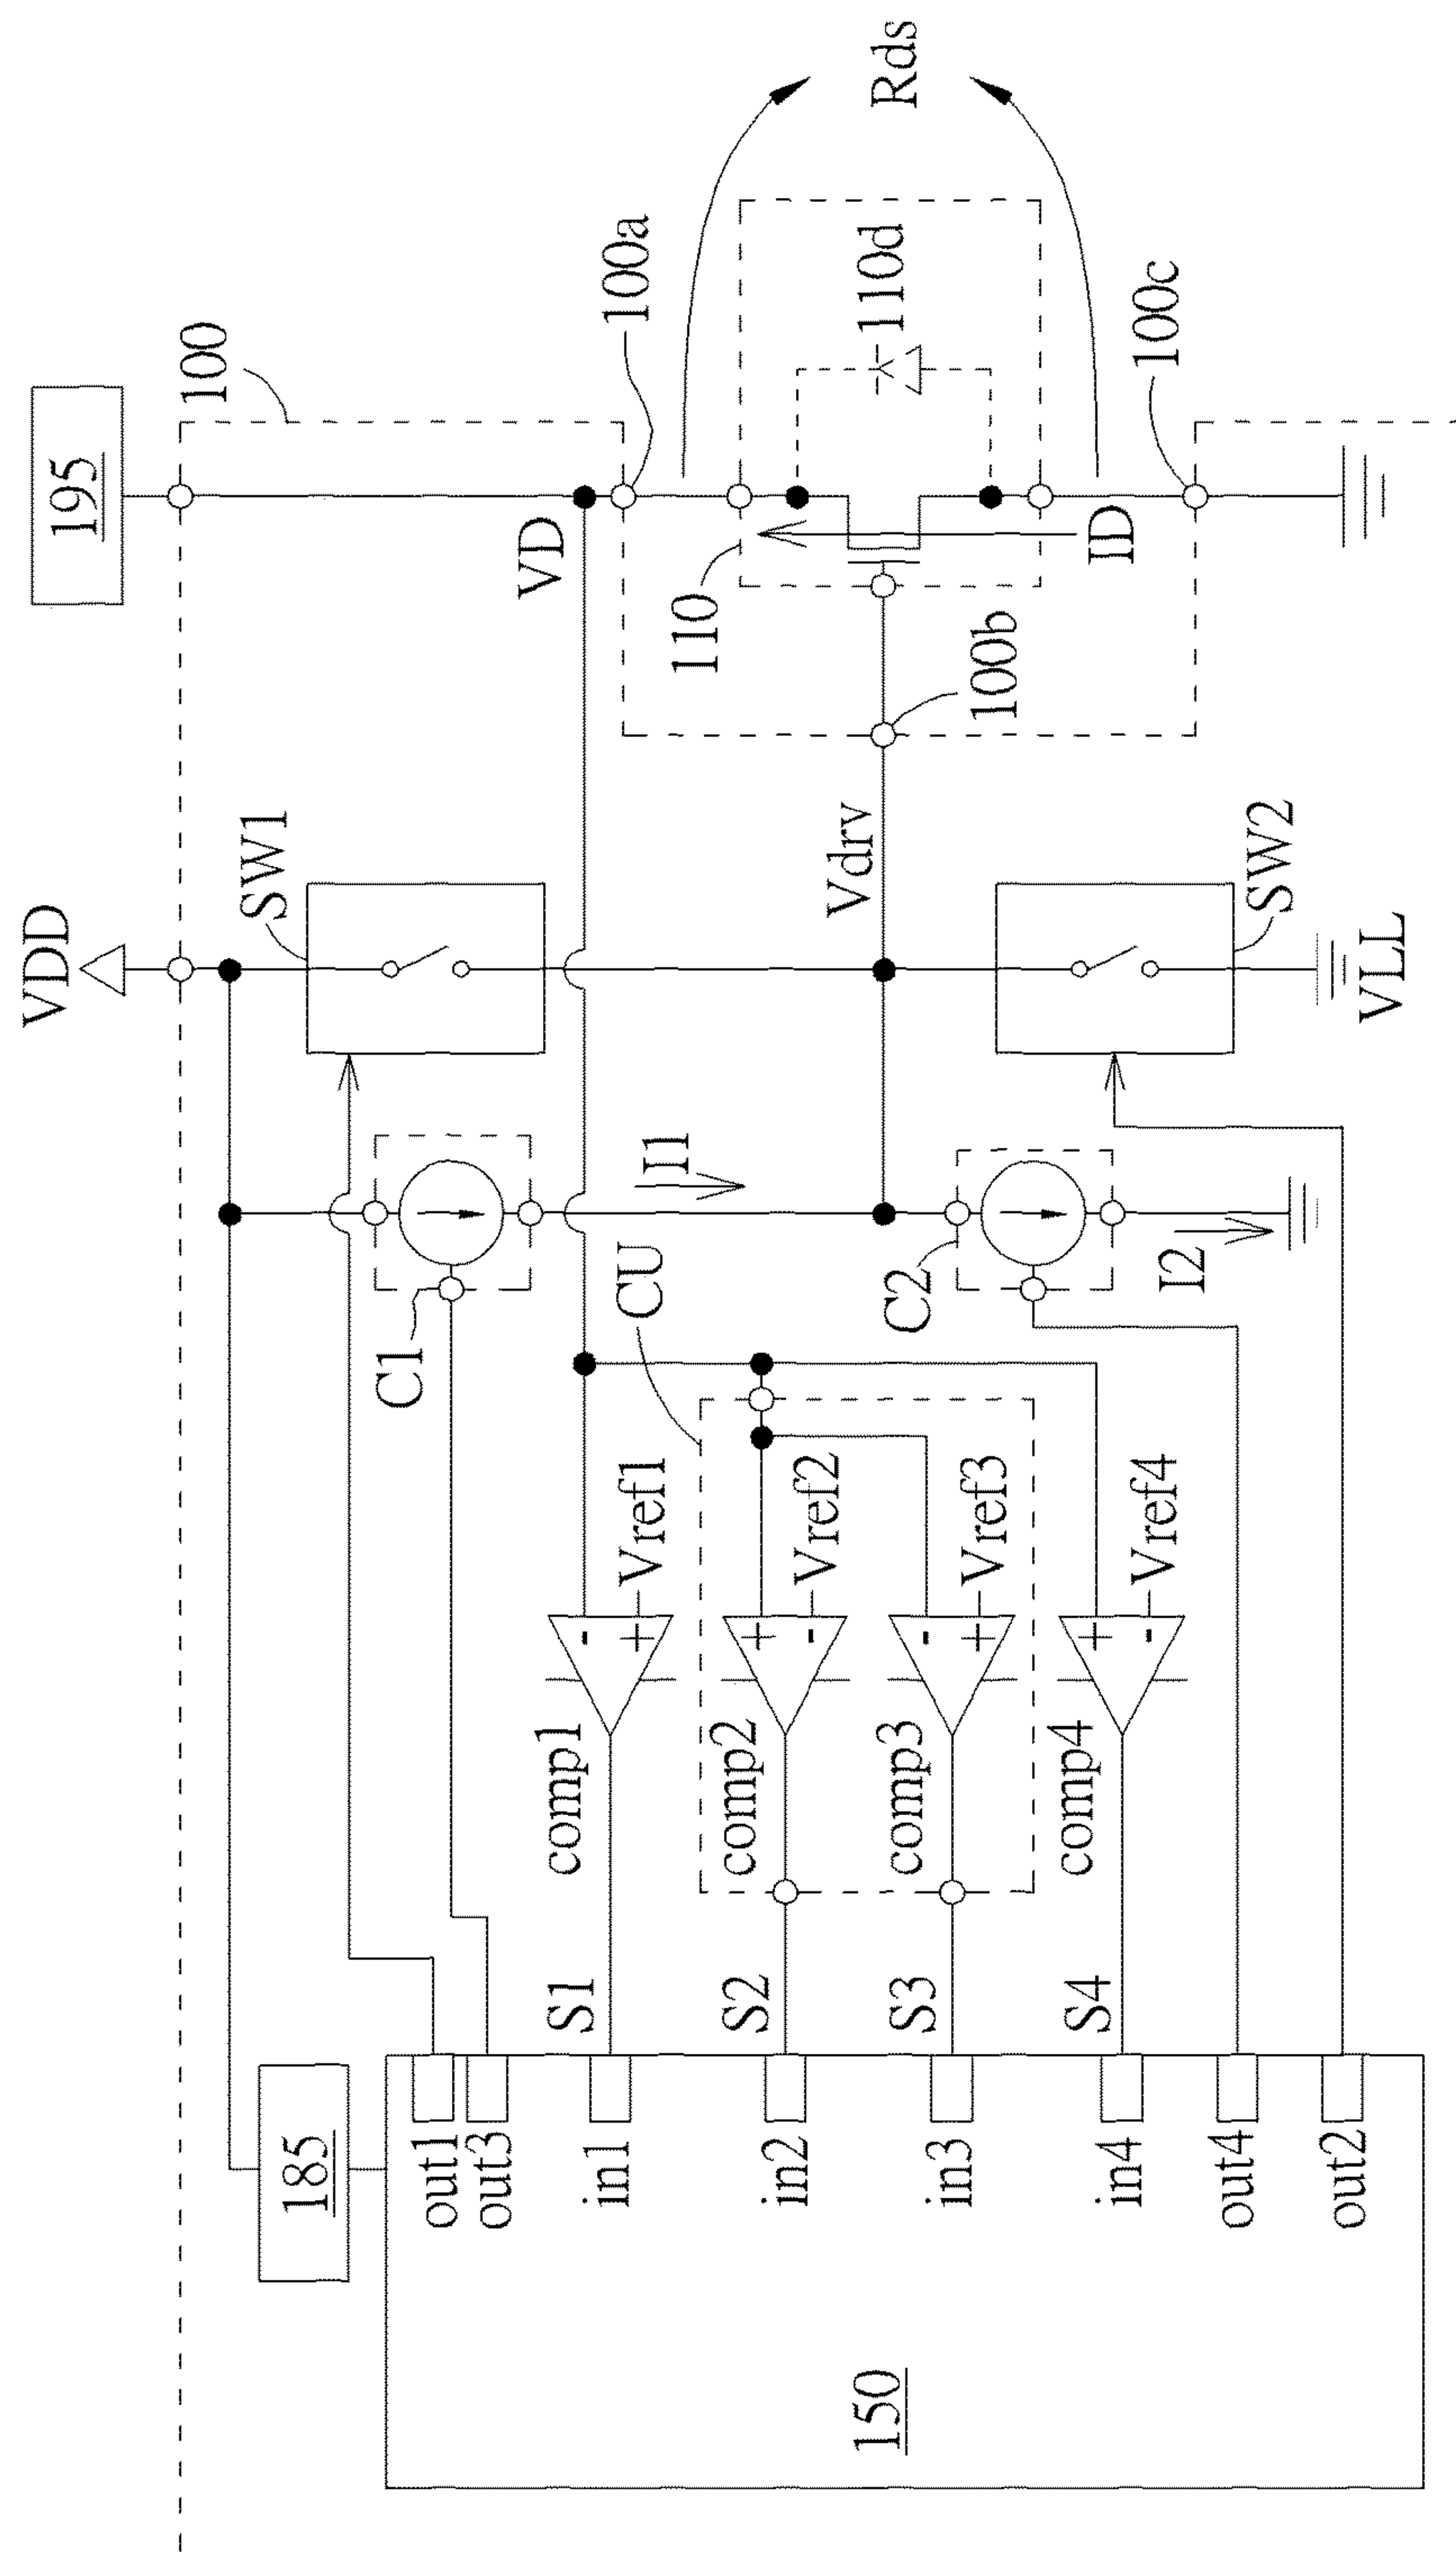 VDD
195
100
SW1
185
out1
out3
C1
VD
100a
I1
CU
S1
comp1
-
+
Vref1
in1
110
Rds
S2
comp2
+
-
Vref2
in2
Vdrv
110d
C2
S3
comp3
-
+
Vref3
in3
100b
150
S4
comp4
+
-
Vref4
in4
ID
100c
I2
out4
SW2
out2
VLL